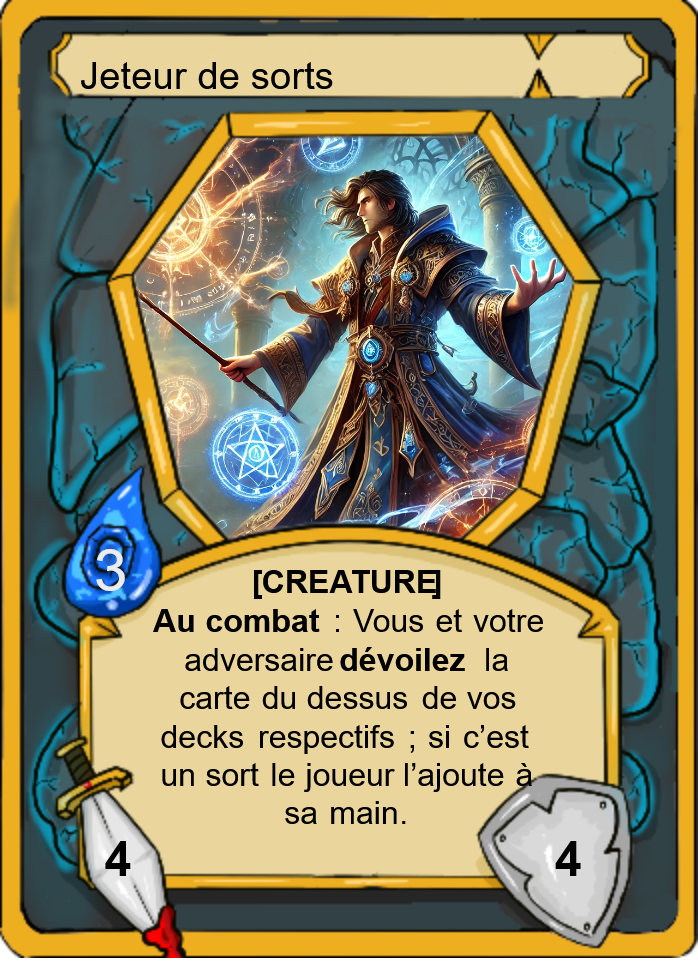 Jeteur de sorts
3
[CREATURE]
Au combat : Vous et votre
adversaire dévoilez la
carte du dessus de vos
decks respectifs ; si c’est
un sort le joueur l’ajoute à
sa main.
4
4